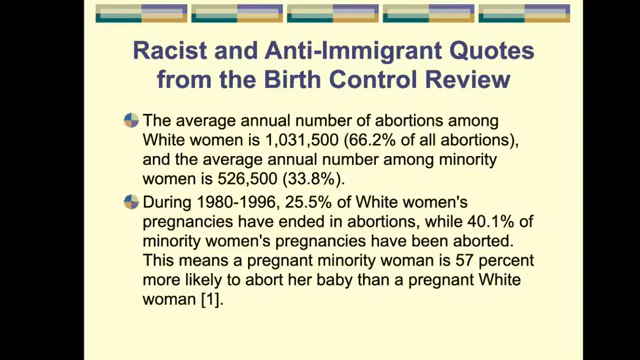 Racist and Anti-Immigrant Quotes
from the Birth Control Review
The average annual number of abortions among
White women is 1,031,500 (66.2% of all abortions),
and the average annual number among minority
women is 526,500 (33.8%).
During 1980-1996, 25.5% of White women's
pregnancies have ended in abortions, while 40.1% of
minority women's pregnancies have been aborted.
This means a pregnant minority woman is 57 percent
more likely to abort her baby than a pregnant White
woman [1].